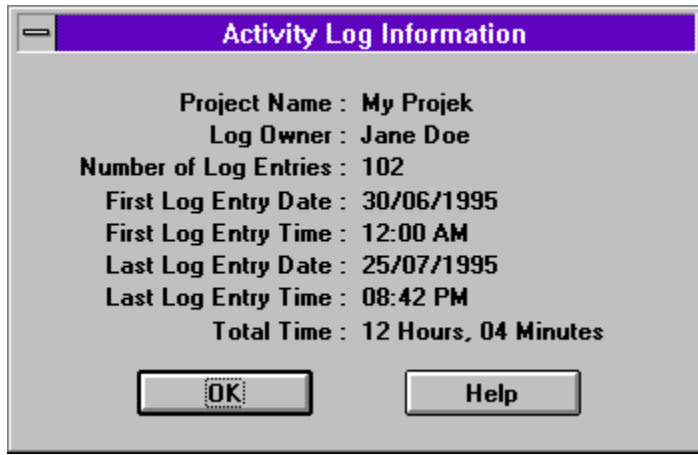 Activity Log Information
Project Name : My Projek
Log Owner : Jane Doe
Number of Log Entries : 102
First Log Entry Date : 30/06/1995
First Log Entry Time : 12:00 AM
Last Log Entry Date : 25/07/1995
Last Log Entry Time : 08:42 PM
Total Time : 12 Hours, 04 Minutes
OK Help